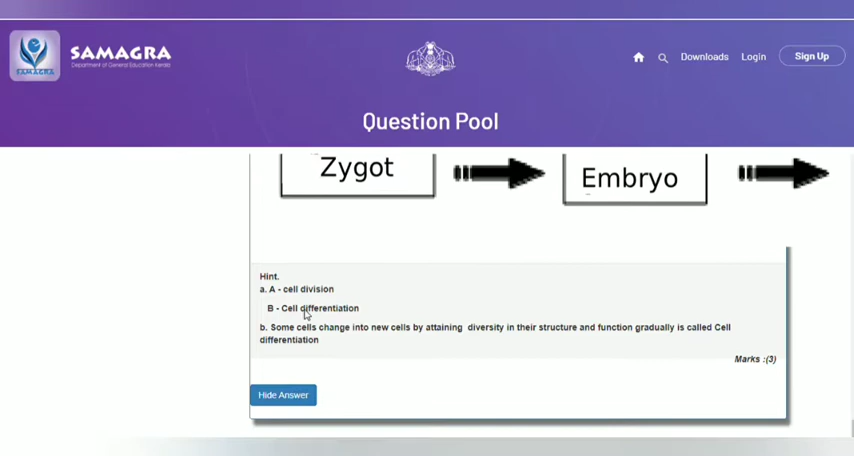 SAMAGRA
Department of General Education Kerala
SAMAGRA
Downloads
Login
Sign Up
Question Pool
Zygot
Embryo
Hint.
a. A - cell division
B - Cell differentiation
b. Some cells change into new cells by attaining diversity in their structure and function gradually is called Cell
differentiation
Marks :(3)
Hide Answer